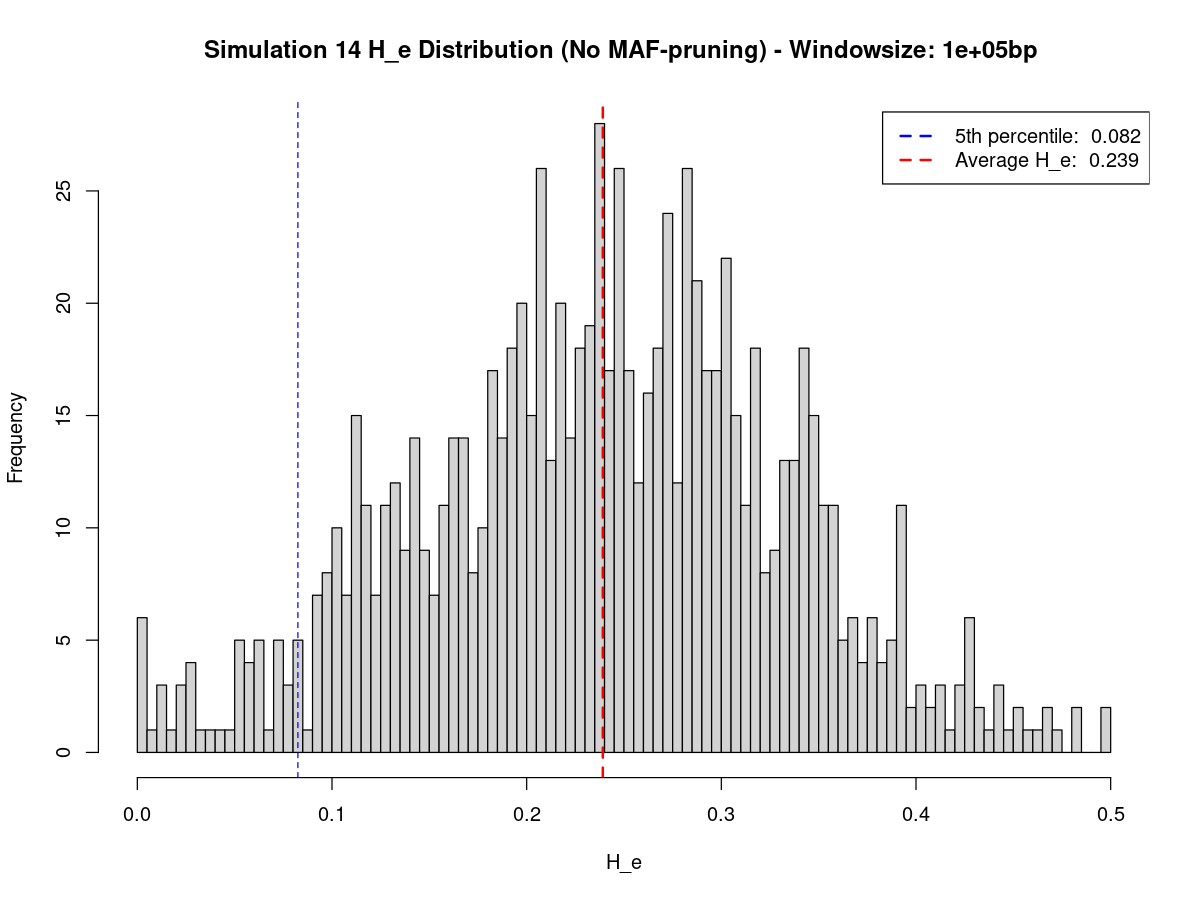 Simulation 14 H_e Distribution (No MAF-pruning) - Windowsize: 1e+05bp
5th percentile:  0.082
Average H_e:  0.239
Frequency
25
20
15
10
5
0
0.0 0.1 0.2 0.3 0.4 0.5
H_e